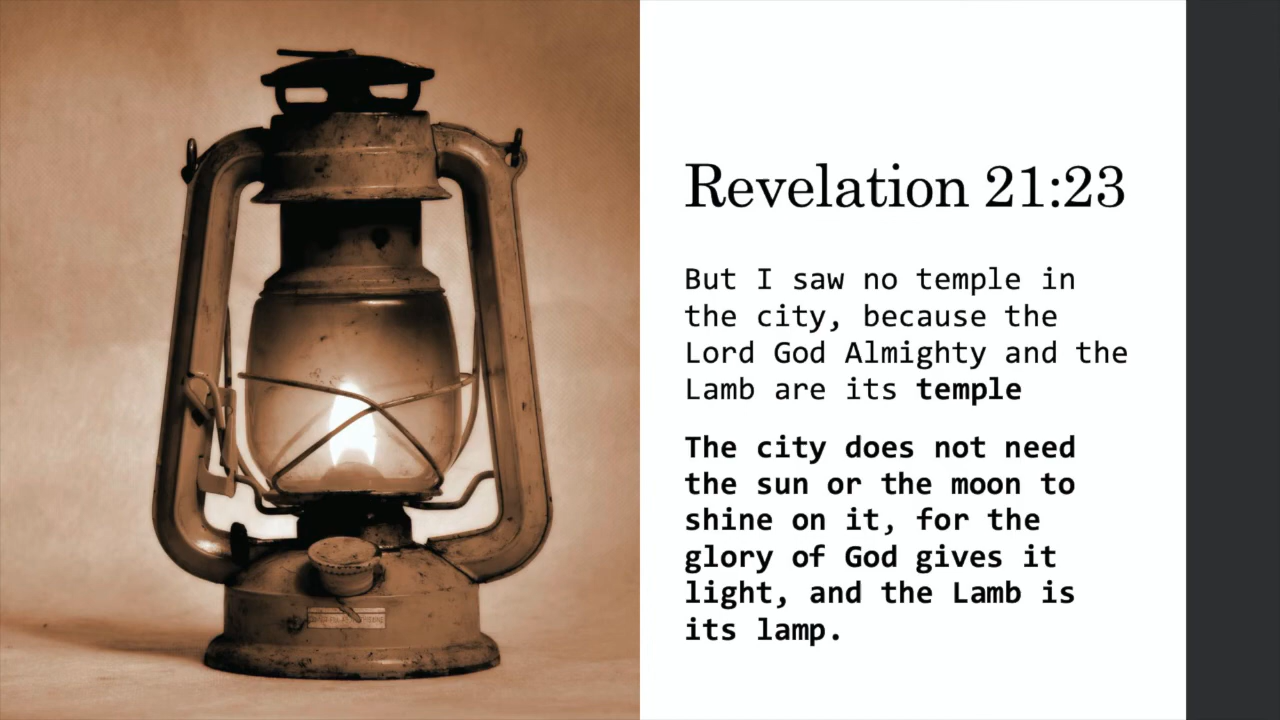 Revelation 21:23
But I saw no temple in
the city, because the
Lord God Almighty and the
Lamb are its temple
The city does not need
the sun or the moon to
shine on it, for the
glory of God gives it
light, and the Lamb is
its lamp.